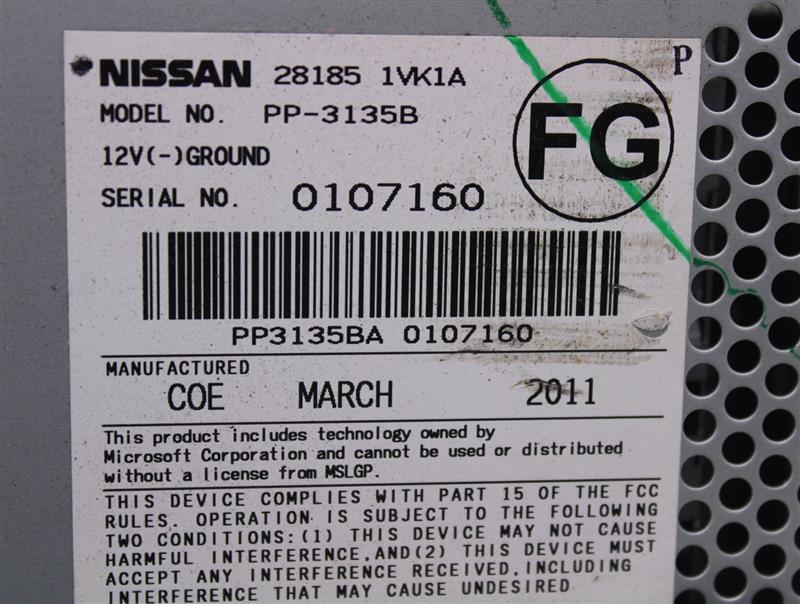 NISSAN 28185 1VK1A P
MODEL NO. PP-3135B
FG
12V(-)GROUND
SERIAL NO. 0107160
PP3135BA 0107160
MANUFACTURED
COE MARCH 2011
This product includes technology owned by
Microsoft Corporation and cannot be used or distributed
without a license from MSLGP.
THIS DEVICE COMPLIES WITH PART 15 OF THE FCC
RULES. OPERATION IS SUBJECT TO THE FOLLOWING
TWO CONDITIONS:(1) THIS DEVICE MAY NOT CAUSE
HARMFUL INTERFERENCE,AND(2) THIS DEVICE MUST
ACCEPT ANY INTERFERENCE RECEIVED,INCLUDING
INTERFERENCE THAT MAY CAUSE UNDESIRED